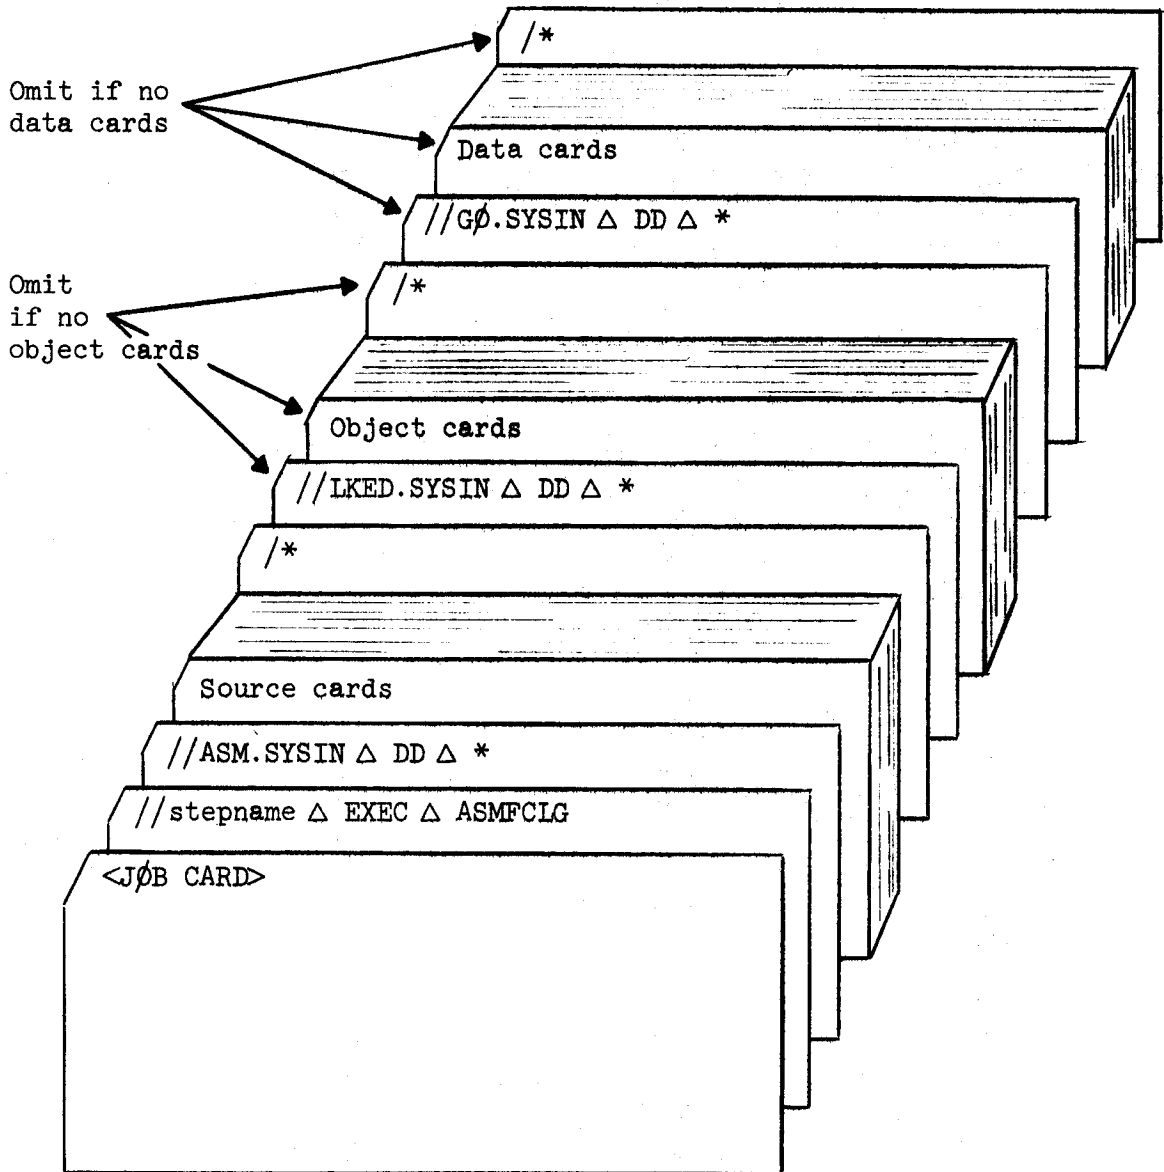 /*
Omit if no
data cards
Data cards
//GØ.SYSIN △ DD △ *
Omit
if no
object cards
/*
Object cards
//LKED.SYSIN △ DD △ *
/*
Source cards
//ASM.SYSIN △ DD △ *
//stepname △ EXEC △ ASMFCLG
<JØB CARD>